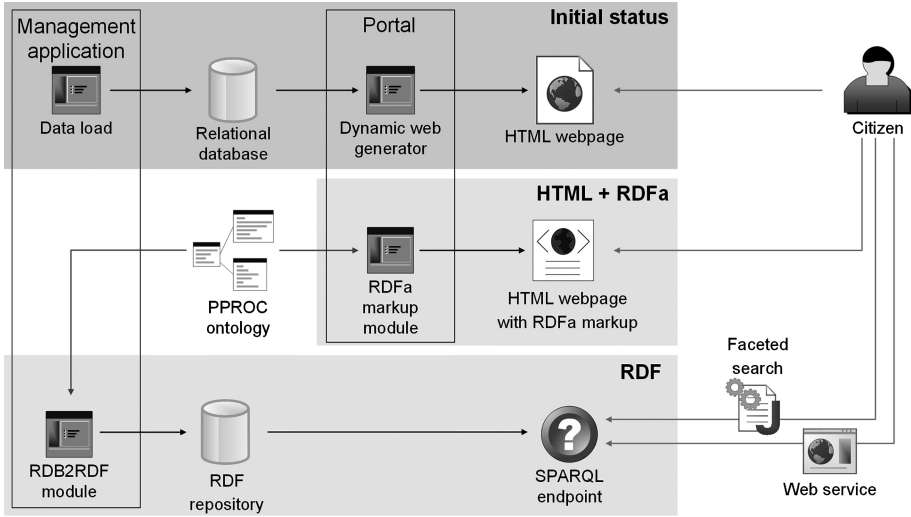 Initial status
Management
application
Portal
Data load
Relational
database
Dynamic web
generator
HTML webpage
Citizen
HTML + RDFa
PPROC
ontology
RDFa
markup
module
HTML webpage
with RDFa markup
Faceted
search
RDF
RDB2RDF
module
RDF
repository
?
SPARQL
endpoint
Web service